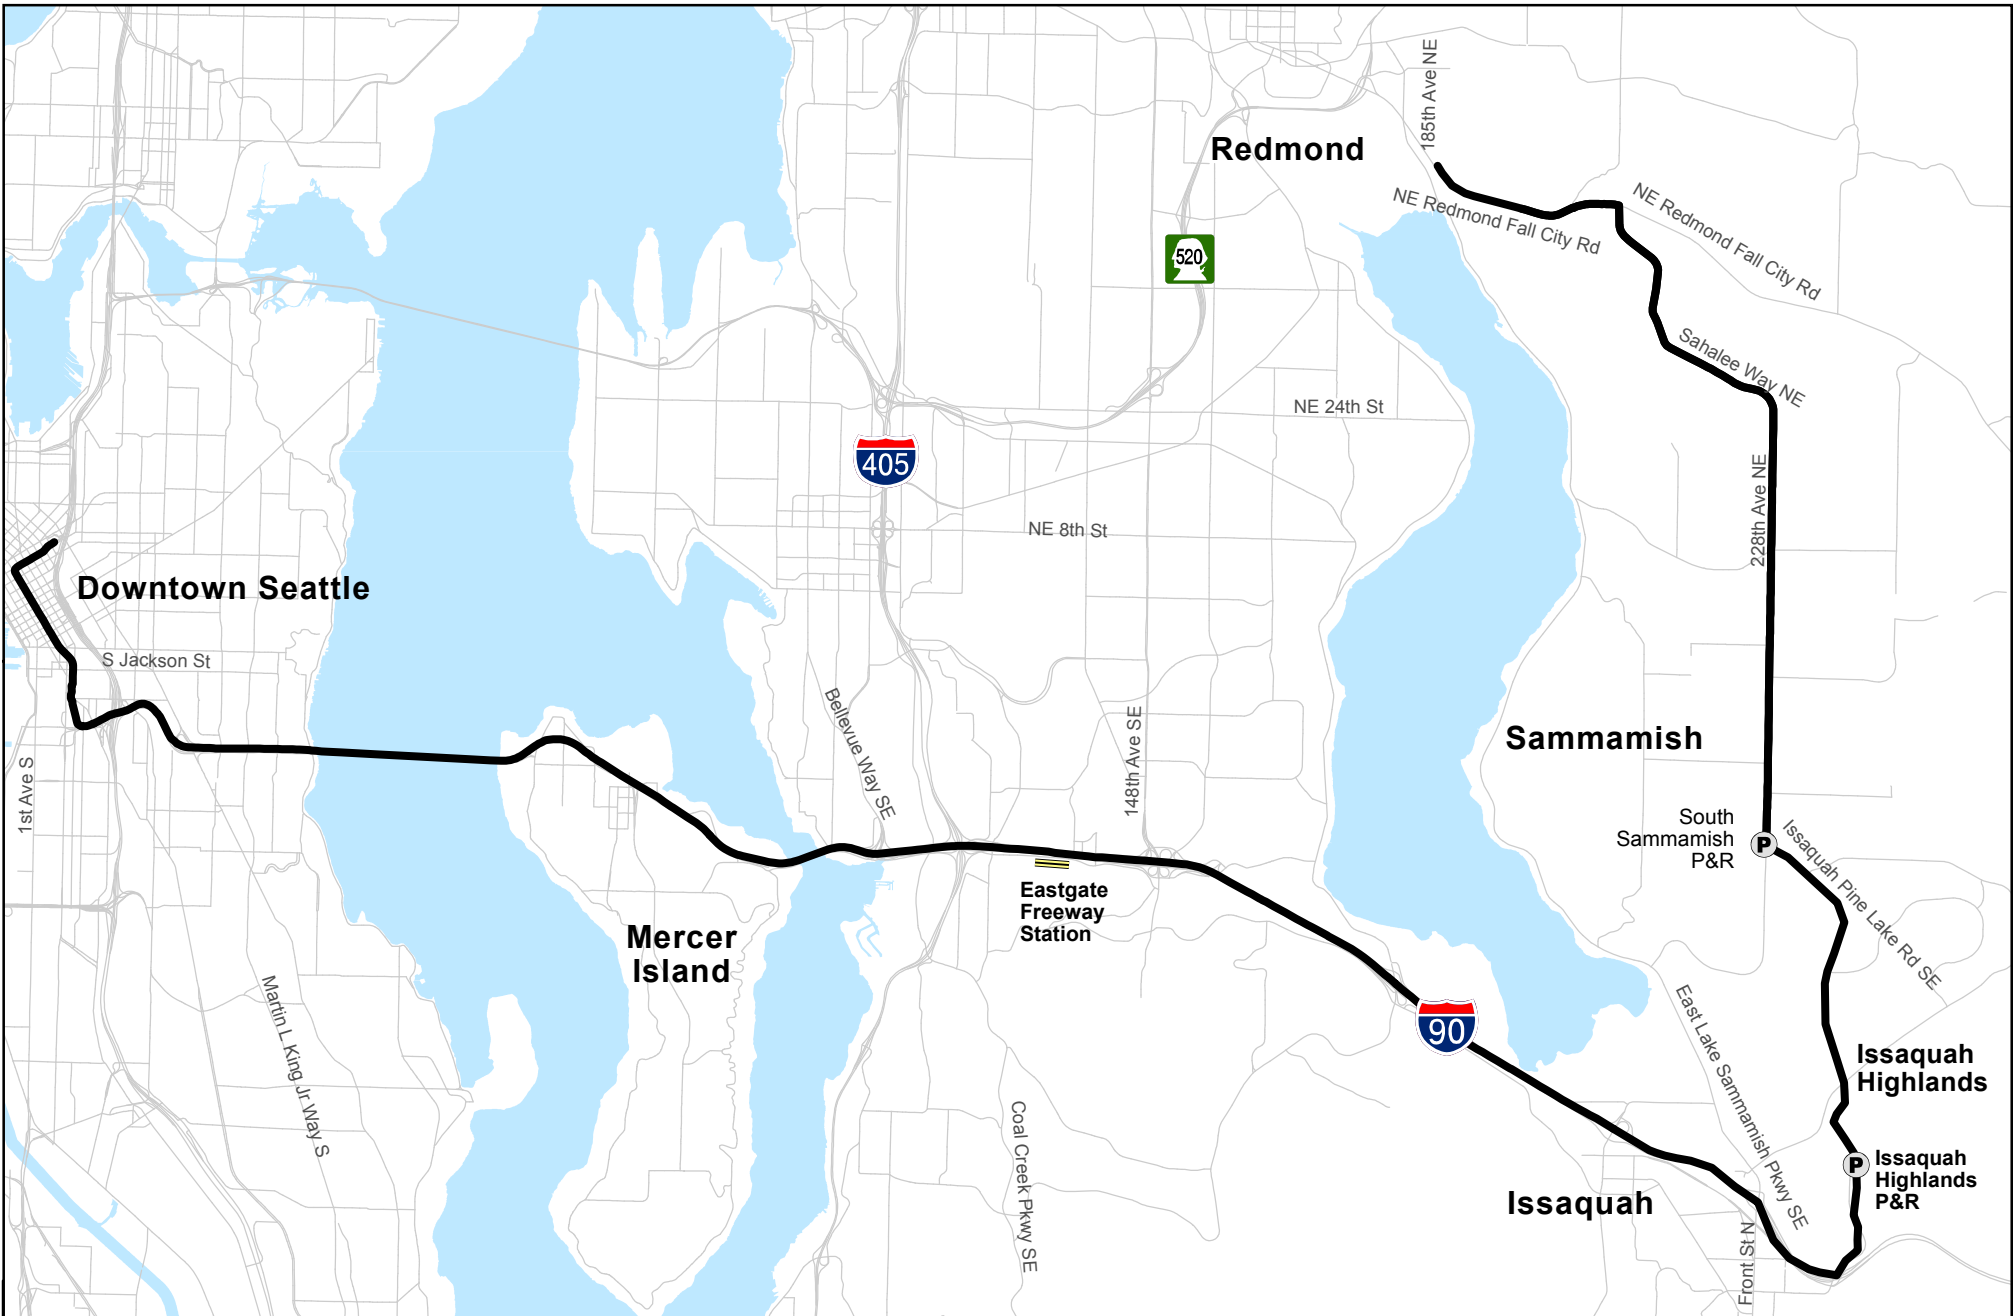 185th Ave NE
Redmond
NE Redmond Fall City Rd
NE Redmond Fall City Rd
520
Sahalee Way NE
NE 24th St
405
228th Ave NE
NE 8th St
Downtown Seattle
S Jackson St
Bellevue Way SE
148th Ave SE
Sammamish
1st Ave S
South
Sammamish
P&R
P
Issaquah Pine Lake Rd SE
Eastgate
Freeway
Station
Mercer
Island
Martin L King Jr Way S
90
East Lake Sammamish Pkwy SE
Issaquah
Highlands
Coal Creek Pkwy SE
P
Issaquah
Highlands
P&R
Issaquah
Front St N